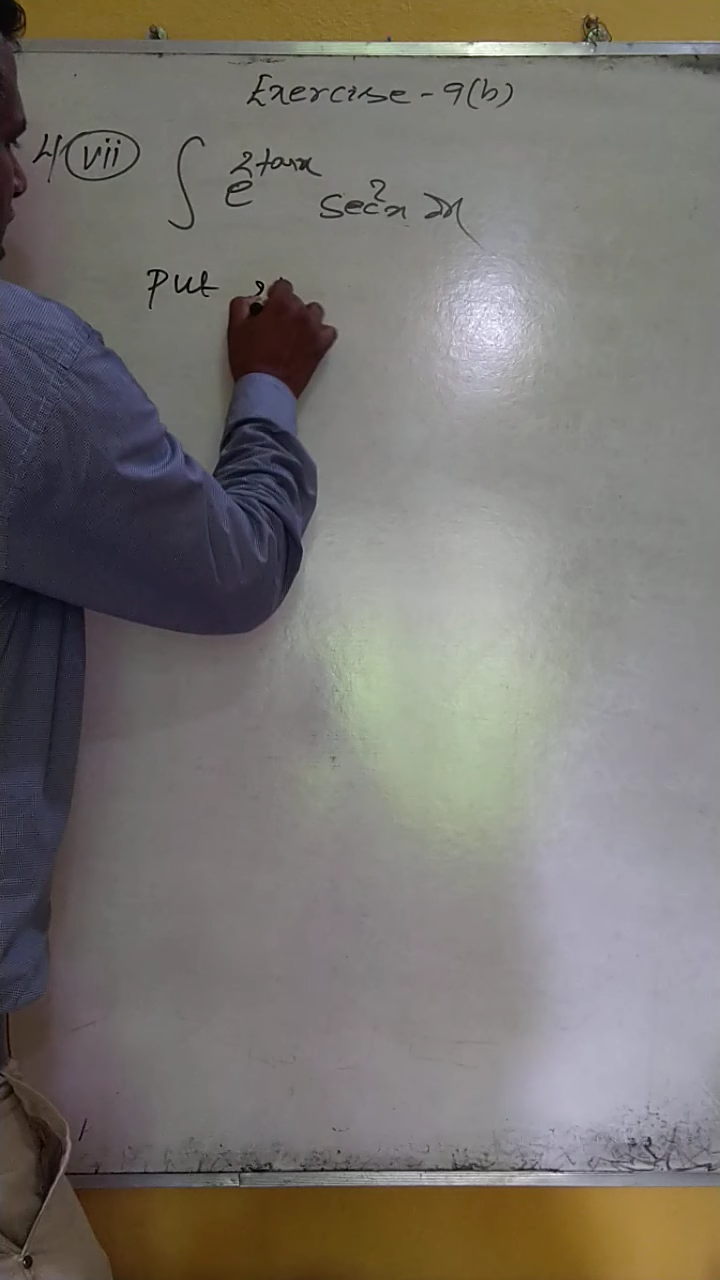 Exercise - 9(b)
4 (vii) ∫ e^{2tanx} sec²x dx
put